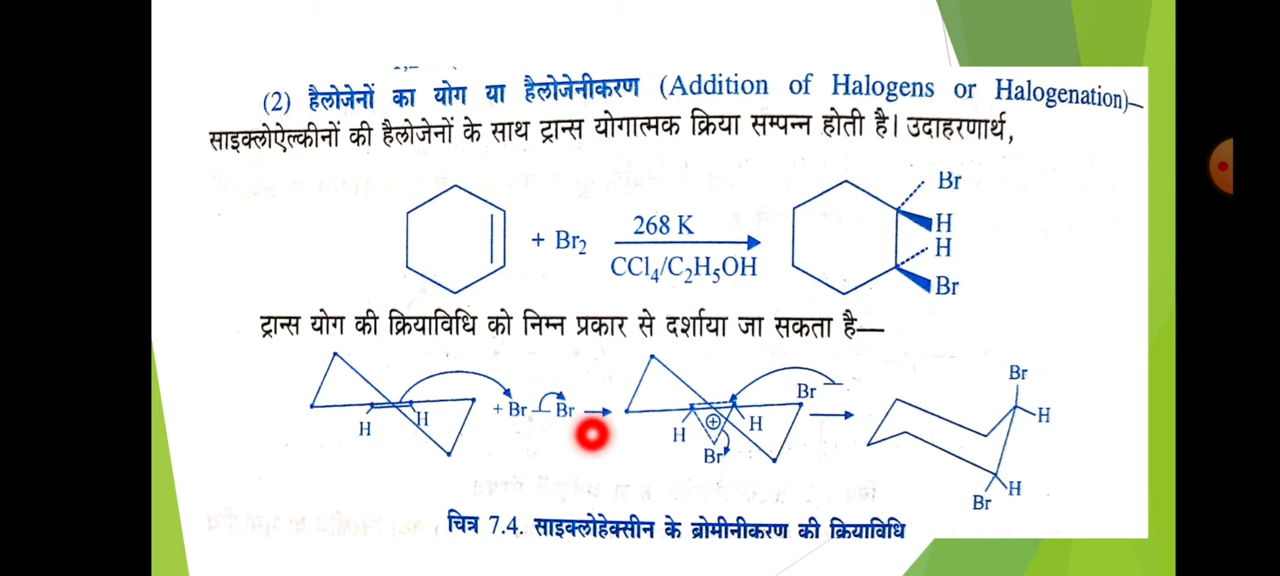 (2) हैलोजेनों का योग या हैलोजेनीकरण (Addition of Halogens or Halogenation)–
साइक्लोऐल्कीनों की हैलोजेनों के साथ ट्रान्स योगात्मक क्रिया सम्पन्न होती है। उदाहरणार्थ,
Br
+ Br₂
268 K
H
H
CCl₄/C₂H₅OH
Br
ट्रान्स योग की क्रियाविधि को निम्न प्रकार से दर्शाया जा सकता है—
Br
H
H
+ Br
Br
H
⊕
H
Br
Br
H
H
Br
चित्र 7.4. साइक्लोहेक्सीन के ब्रोमीनीकरण की क्रियाविधि